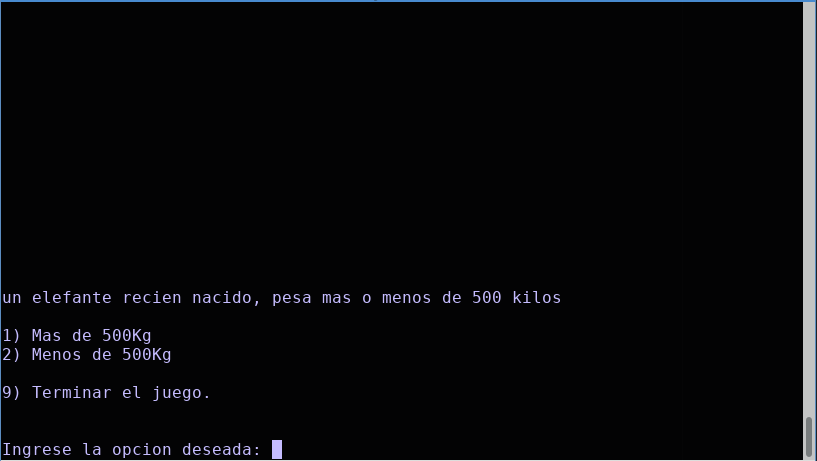 un elefante recien nacido, pesa mas o menos de 500 kilos
1) Mas de 500Kg
2) Menos de 500Kg
9) Terminar el juego.
Ingrese la opcion deseada: